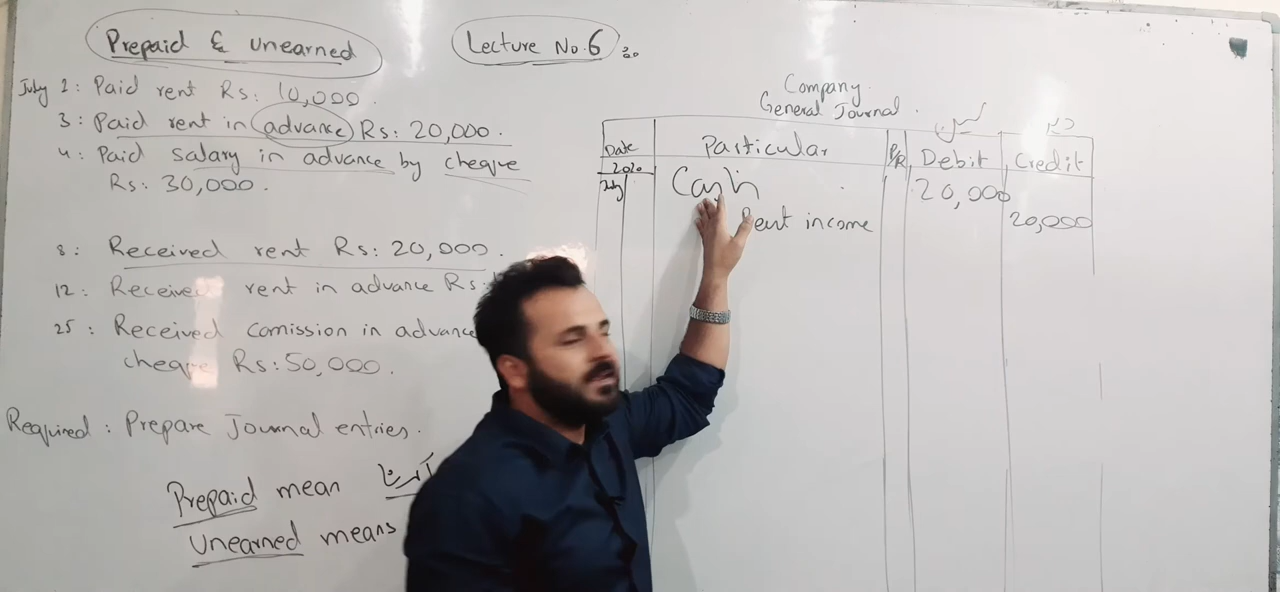 Prepaid & unearned
Lecture No. 6
July 2: Paid rent Rs: 10,000.
3: Paid rent in advance Rs: 20,000.
4: Paid salary in advance by cheque
Rs: 30,000.
8: Received rent Rs: 20,000.
12: Received rent in advance Rs:
25: Received comission in advance
cheque Rs: 50,000.
Required: Prepare Journal entries.
Prepaid mean
Unearned means
Company
General Journal.
Date Particular P/R Debit Credit
2020
July Cash 20,000
Rent income 20,000